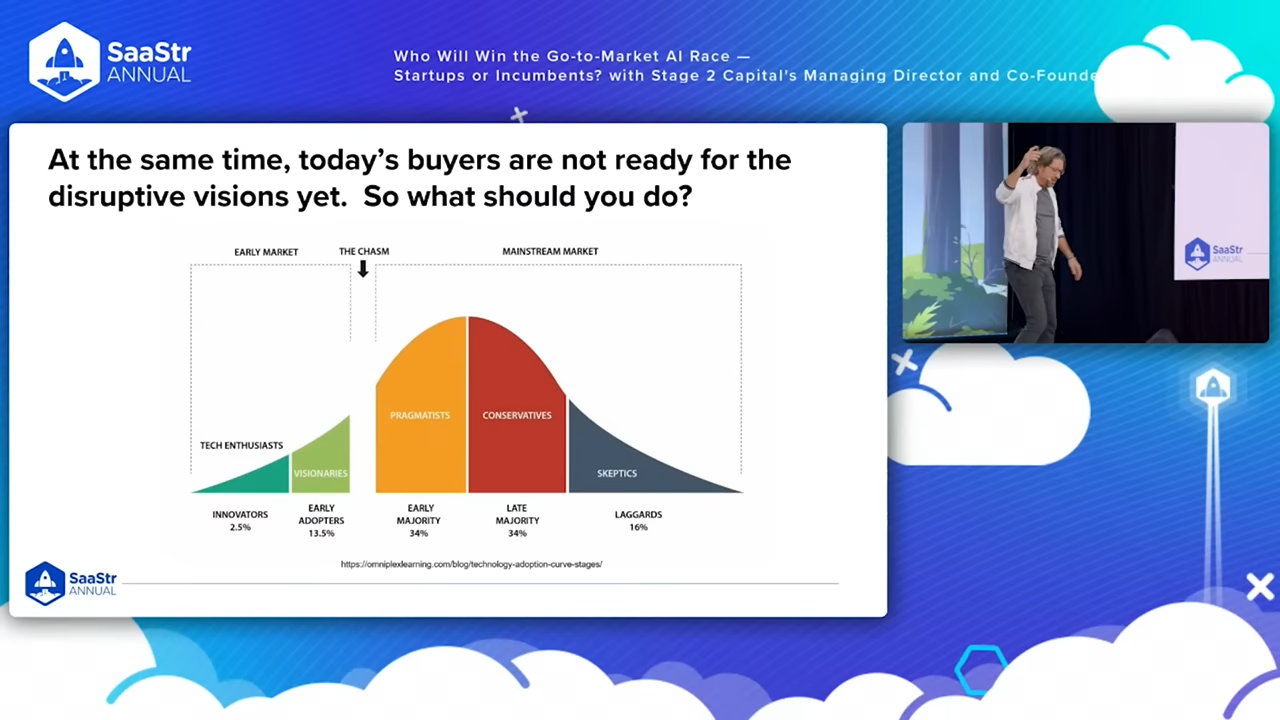 SaaStr
ANNUAL
Who Will Win the Go-to-Market AI Race —
Startups or Incumbents? with Stage 2 Capital's Managing Director and Co-Founde
At the same time, today's buyers are not ready for the
disruptive visions yet. So what should you do?
EARLY MARKET
THE CHASM
MAINSTREAM MARKET
TECH ENTHUSIASTS
VISIONARIES
PRAGMATISTS
CONSERVATIVES
SKEPTICS
INNOVATORS
2.5%
EARLY
ADOPTERS
13.5%
EARLY
MAJORITY
34%
LATE
MAJORITY
34%
LAGGARDS
16%
https://omniplexlearning.com/blog/technology-adoption-curve-stages/
SaaStr
ANNUAL
SaaStr
ANNUAL